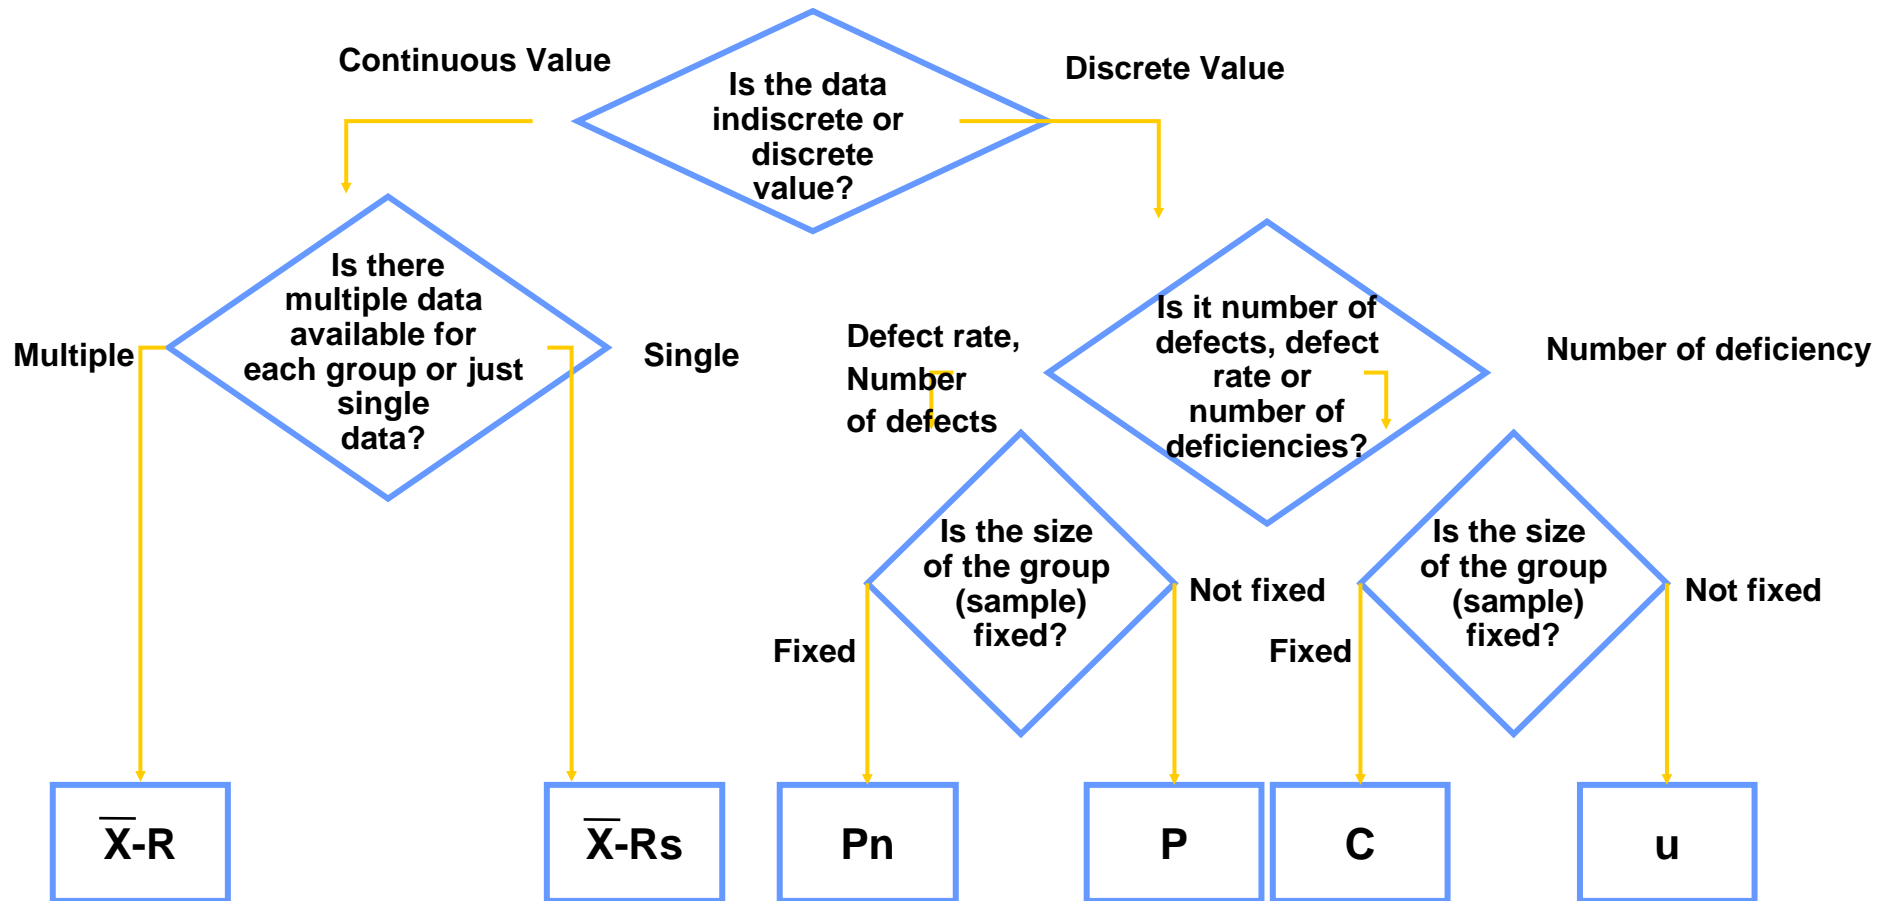 Continuous Value
Is the data
indiscrete or
discrete
value?
Discrete Value
Is there
multiple data
available for
each group or just
single
data?
Multiple
Single
Defect rate,
Number
of defects
Is it number of
defects, defect
rate or
number of
deficiencies?
Number of deficiency
Is the size
of the group
(sample)
fixed?
Fixed
Not fixed
Is the size
of the group
(sample)
fixed?
Fixed
Not fixed
X̅-R
X̅-Rs
Pn
P
C
u